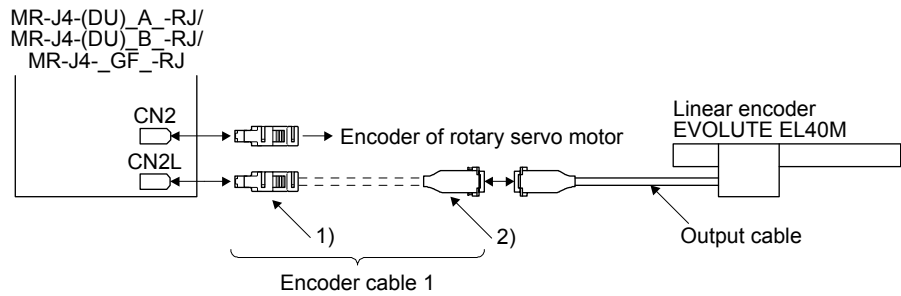 MR-J4-(DU)_A_-RJ/
MR-J4-(DU)_B_-RJ/
MR-J4-_GF_-RJ
CN2
Encoder of rotary servo motor
Linear encoder
EVOLUTE EL40M
CN2L
1)
2)
Output cable
Encoder cable 1